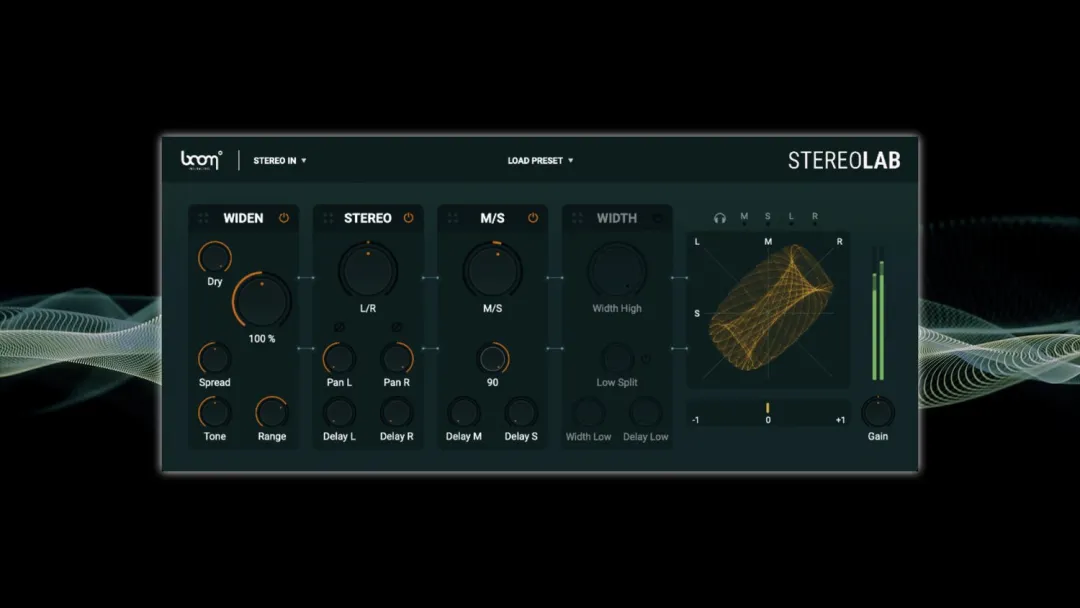 boom
STEREO IN
LOAD PRESET
STEREOLAB
WIDEN
Dry
100 %
Spread
Tone
Range
STEREO
L/R
Pan L
Pan R
Delay L
Delay R
M/S
M/S
90
Delay M
Delay S
WIDTH
Width High
Low Split
Width Low
Delay Low
M
S
L
R
L
M
R
S
-1
0
+1
Gain